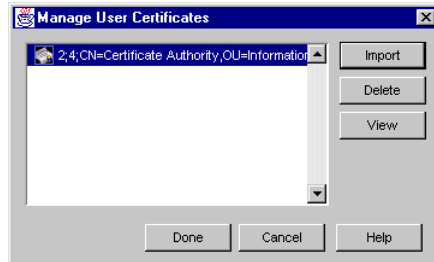 Manage User Certificates
2;4;CN=Certificate Authority,OU=Information
Import
Delete
View
Done
Cancel
Help